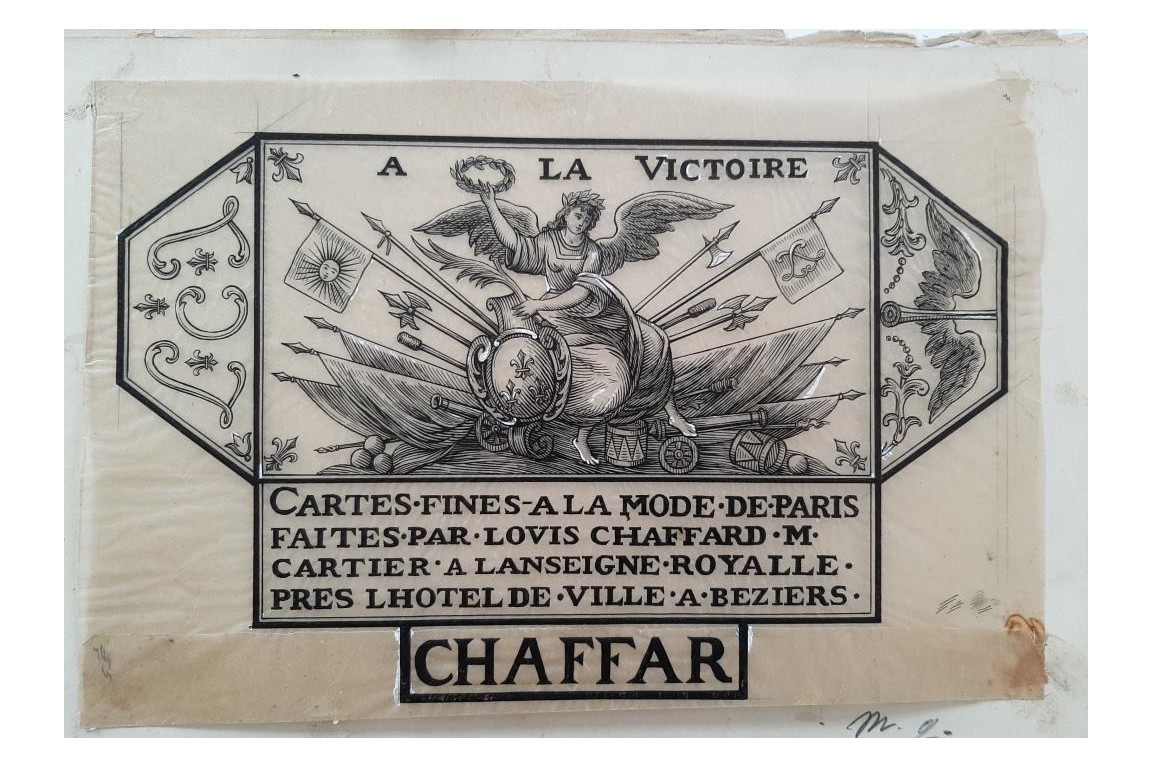 A LA VICTOIRE
CARTES·FINES-A LA MODE·DE·PARIS
FAITES·PAR·LOVIS CHAFFARD·M·
CARTIER·A LANSEIGNE·ROYALLE·
PRES LHOTEL DE·VILLE·A·BEZIERS·
CHAFFAR